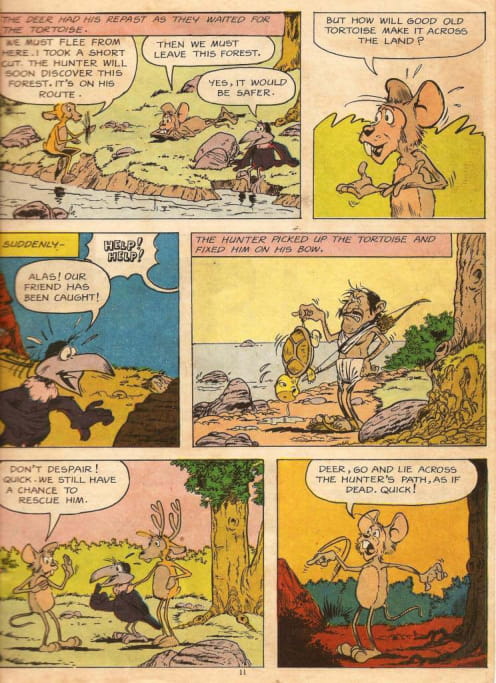 THE DEER HAD HIS REPAST AS THEY WAITED FOR
THE TORTOISE.
WE MUST FLEE FROM
HERE. I TOOK A SHORT
CUT. THE HUNTER WILL
SOON DISCOVER THIS
FOREST. IT'S ON HIS
ROUTE.
THEN WE MUST
LEAVE THIS FOREST.
YES, IT WOULD
BE SAFER.
BUT HOW WILL GOOD OLD
TORTOISE MAKE IT ACROSS
THE LAND?
SUDDENLY—
HELP!
HELP!
ALAS! OUR
FRIEND HAS
BEEN CAUGHT!
THE HUNTER PICKED UP THE TORTOISE AND
FIXED HIM ON HIS BOW.
DON'T DESPAIR!
QUICK. WE STILL HAVE
A CHANCE TO
RESCUE HIM.
DEER, GO AND LIE ACROSS
THE HUNTER'S PATH, AS IF
DEAD. QUICK!
11